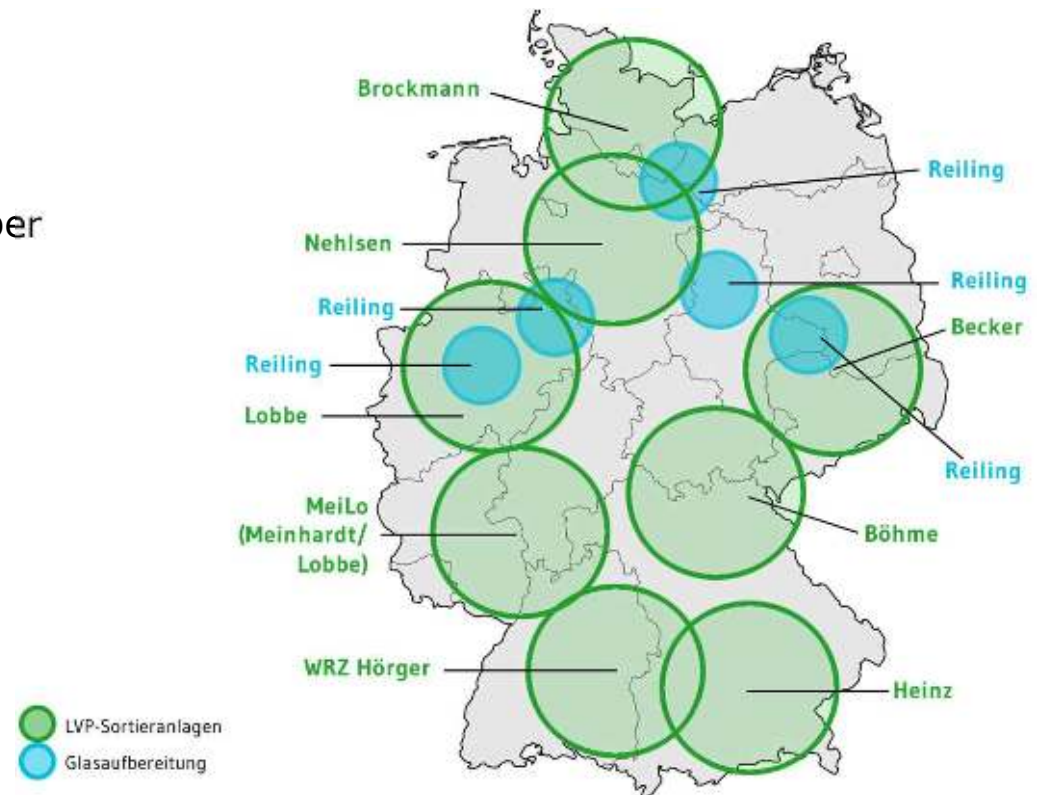 Brockmann
Reiling
ber
Nehlsen
Reiling
Reiling
Becker
Reiling
Lobbe
Reiling
MeiLo
(Meinhardt/
Lobbe)
Böhme
WRZ Hörger
Heinz
LVP-Sortieranlagen
Glasaufbereitung